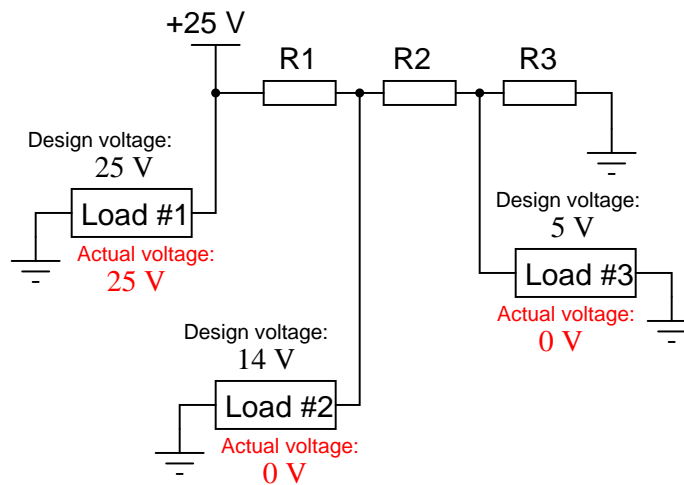 +25 V
R1
R2
R3
Design voltage:
25 V
Load #1
Actual voltage:
25 V
Design voltage:
5 V
Load #3
Actual voltage:
0 V
Design voltage:
14 V
Load #2
Actual voltage:
0 V